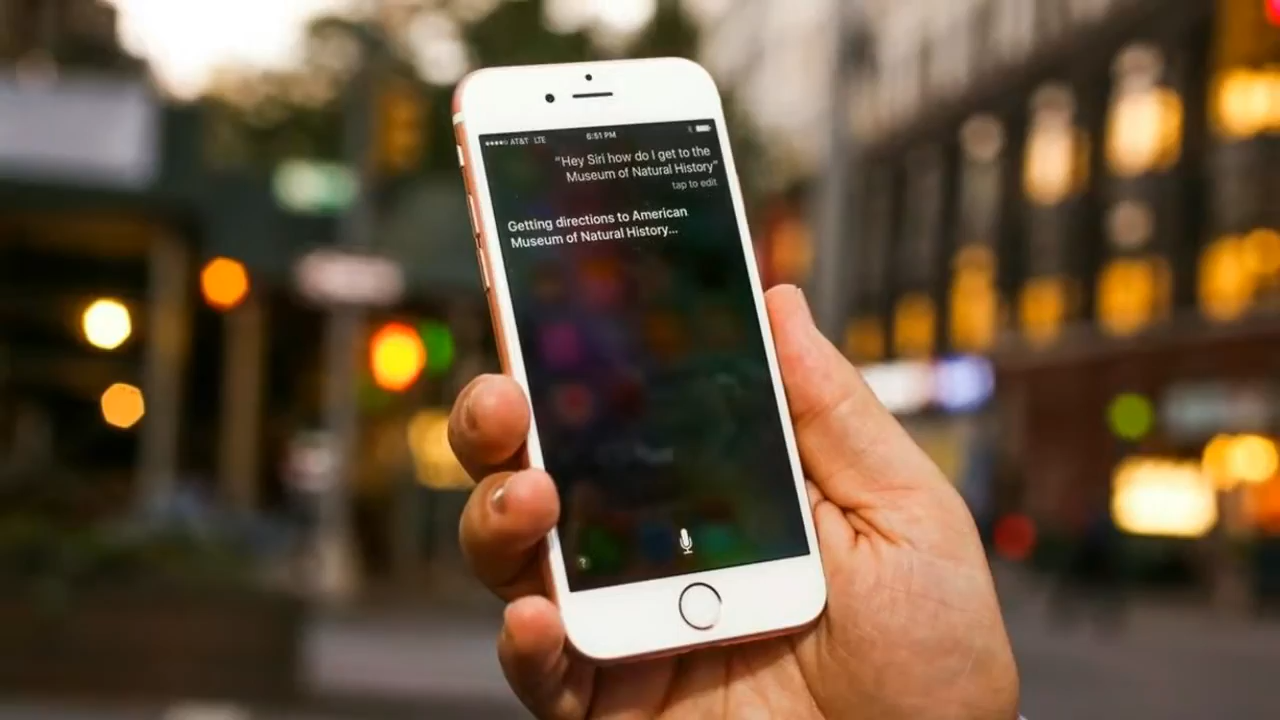 ●●●●○ AT&T LTE 6:51 PM
"Hey Siri how do I get to the
Museum of Natural History"
tap to edit
Getting directions to American
Museum of Natural History...
?